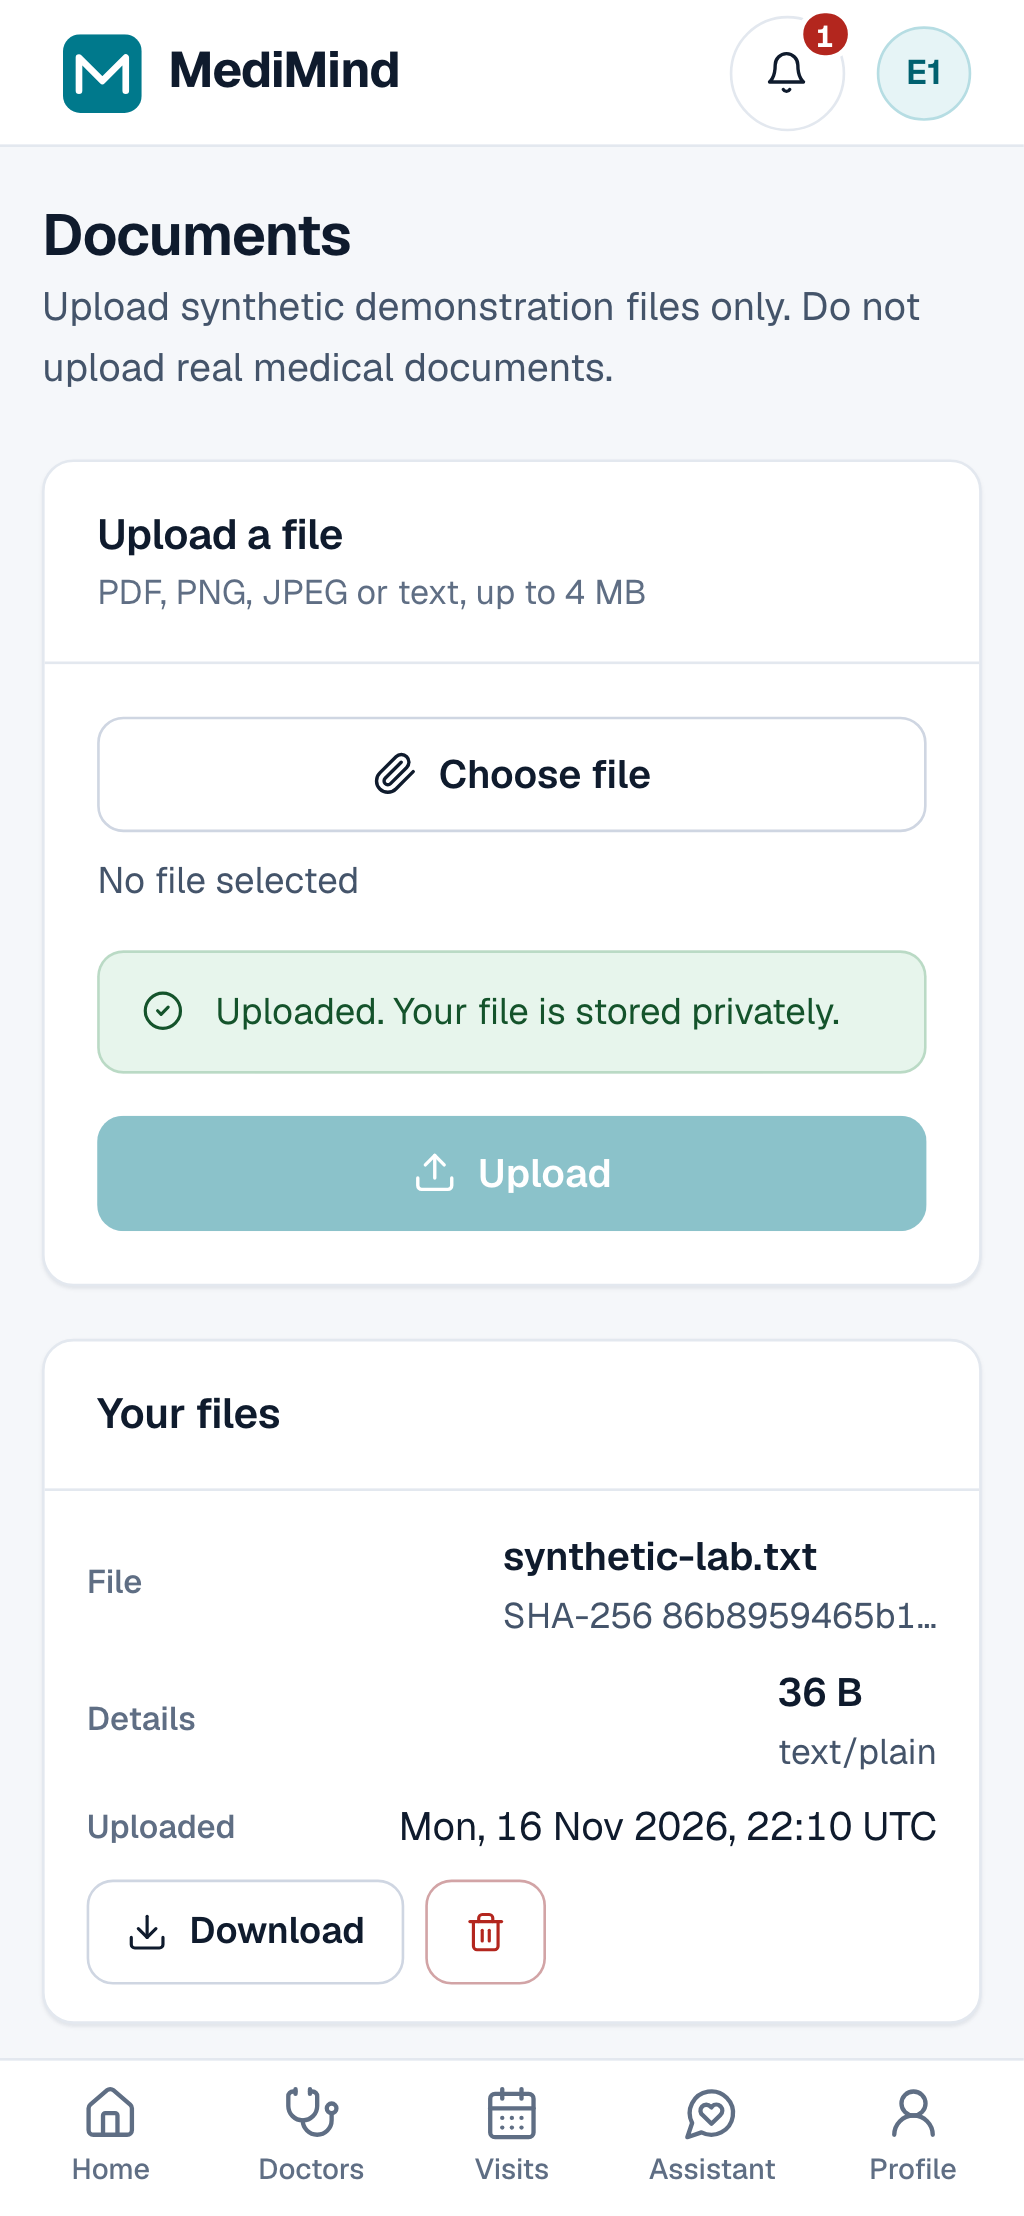 MediMind
1
E1
Documents
Upload synthetic demonstration files only. Do not
upload real medical documents.
Upload a file
PDF, PNG, JPEG or text, up to 4 MB
Choose file
No file selected
Uploaded. Your file is stored privately.
Upload
Your files
File
synthetic-lab.txt
SHA-256 86b8959465b1…
Details
36 B
text/plain
Uploaded
Mon, 16 Nov 2026, 22:10 UTC
Download
Home
Doctors
Visits
Assistant
Profile